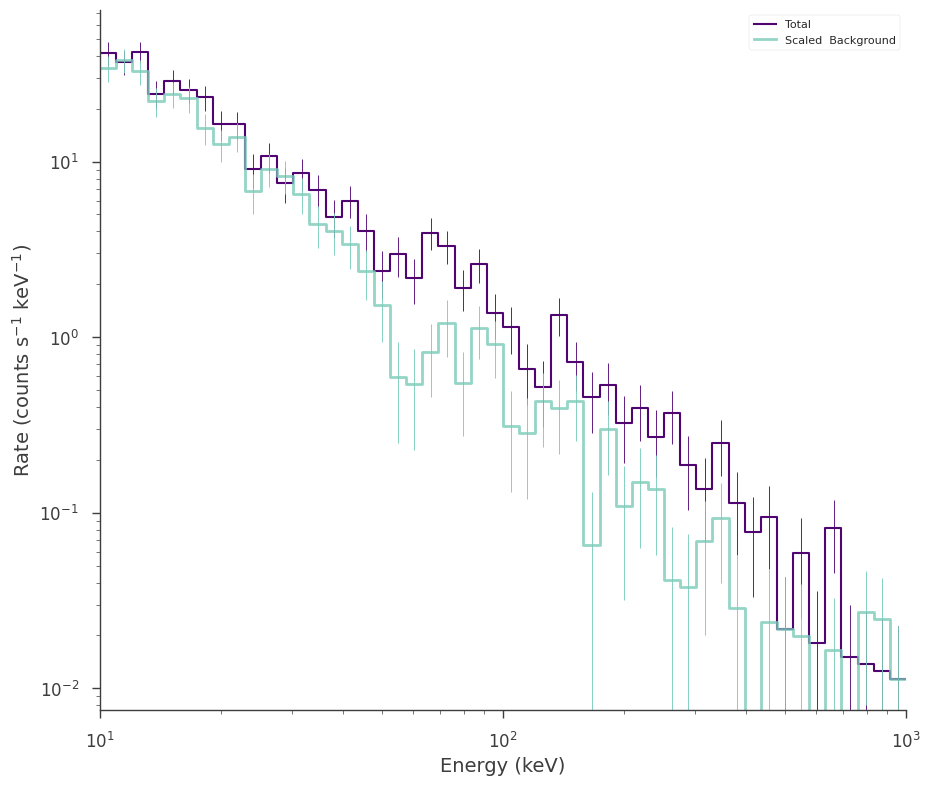 Total
Scaled  Background
Rate (counts s⁻¹ keV⁻¹)
10¹
10⁰
10⁻¹
10⁻²
10¹ 10² 10³
Energy (keV)